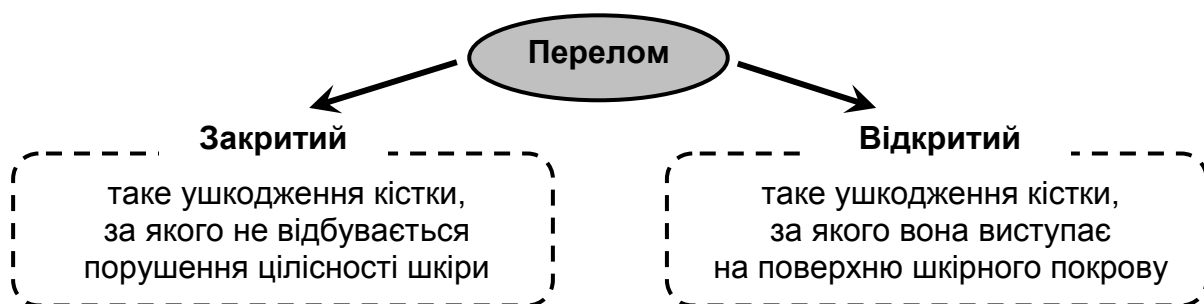 Перелом
Закритий
таке ушкодження кістки,
за якого не відбувається
порушення цілісності шкіри
Відкритий
таке ушкодження кістки,
за якого вона виступає
на поверхню шкірного покрову